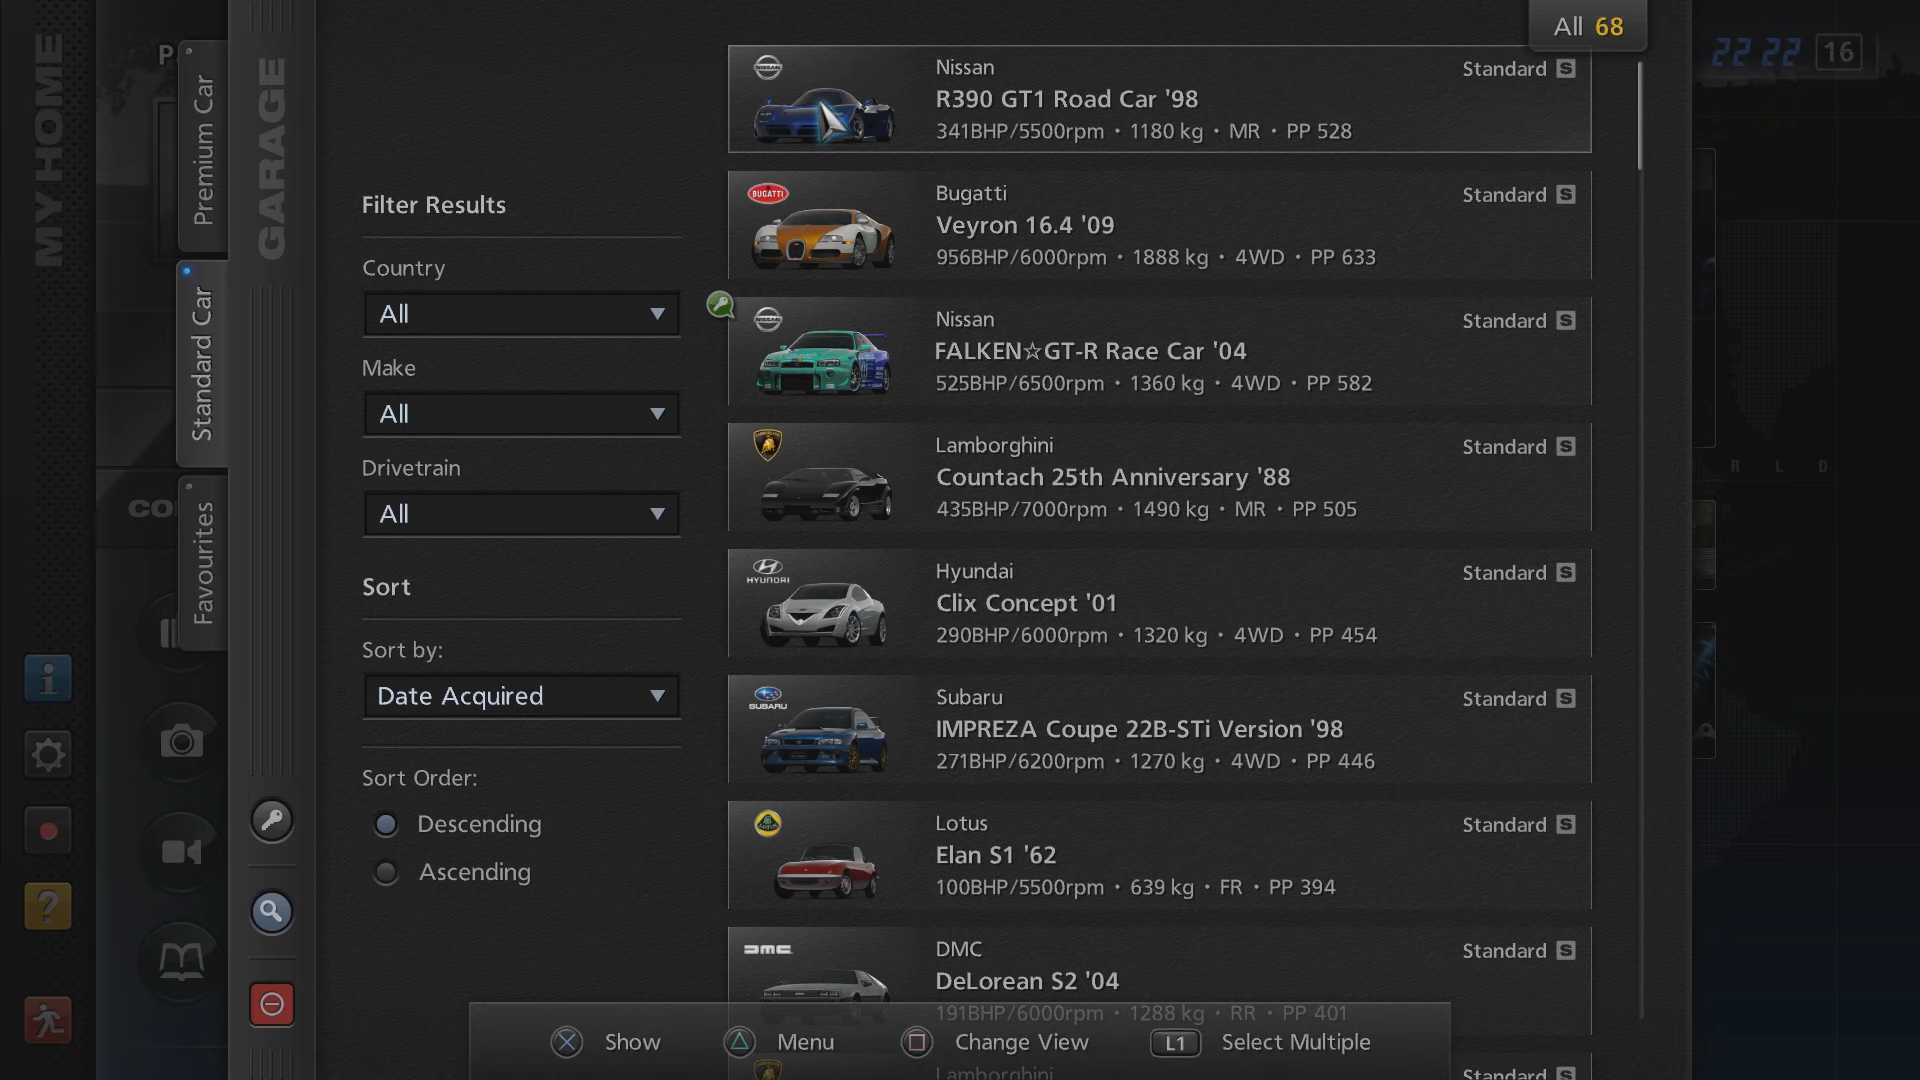 All 68
22 22 16
MY HOME
Premium Car
Standard Car
Favourites
GARAGE
Filter Results
Country
All
Make
All
Drivetrain
All
Sort
Sort by:
Date Acquired
Sort Order:
Descending
Ascending
NISSAN
Nissan
Standard S
R390 GT1 Road Car '98
341BHP/5500rpm • 1180 kg • MR • PP 528
BUGATTI
Bugatti
Standard S
Veyron 16.4 '09
956BHP/6000rpm • 1888 kg • 4WD • PP 633
NISSAN
Nissan
Standard S
FALKEN☆GT-R Race Car '04
525BHP/6500rpm • 1360 kg • 4WD • PP 582
Lamborghini
Standard S
Countach 25th Anniversary '88
435BHP/7000rpm • 1490 kg • MR • PP 505
HYUNDAI
Hyundai
Standard S
Clix Concept '01
290BHP/6000rpm • 1320 kg • 4WD • PP 454
SUBARU
Subaru
Standard S
IMPREZA Coupe 22B-STi Version '98
271BHP/6200rpm • 1270 kg • 4WD • PP 446
LOTUS
Lotus
Standard S
Elan S1 '62
100BHP/5500rpm • 639 kg • FR • PP 394
DMC
DMC
Standard S
DeLorean S2 '04
191BHP/6000rpm • 1288 kg • RR • PP 401
Show
Menu
Change View
L1 Select Multiple
Lamborghini
Standard S